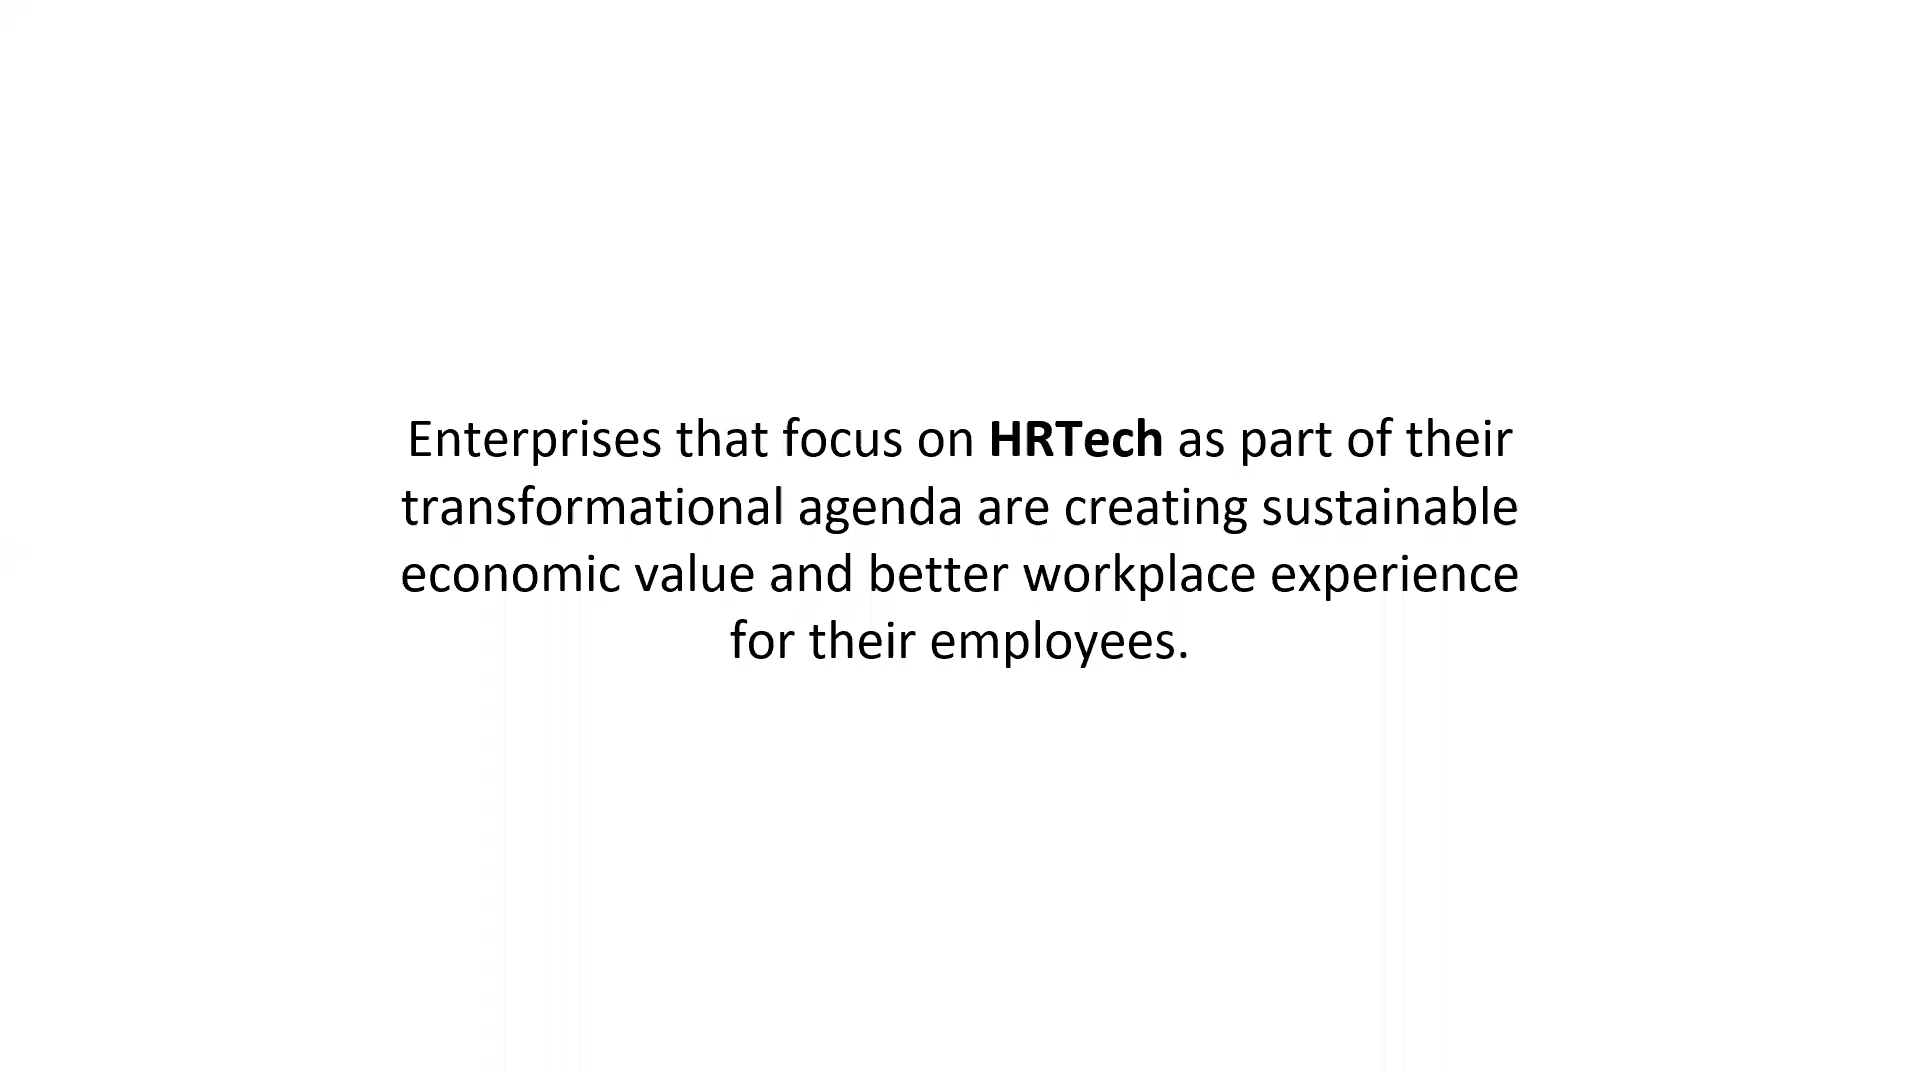 Enterprises that focus on HRTech as part of their
transformational agenda are creating sustainable
economic value and better workplace experience
for their employees.